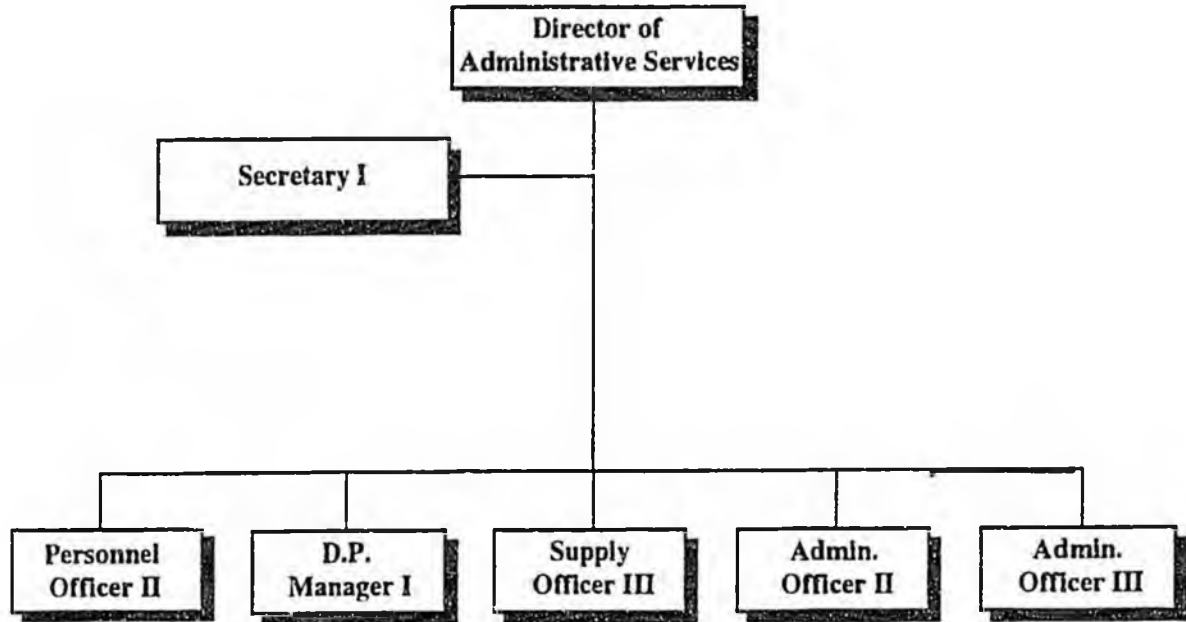 Director of
Administrative Services
Secretary I
Personnel
Officer II
D.P.
Manager I
Supply
Officer III
Admin.
Officer II
Admin.
Officer III